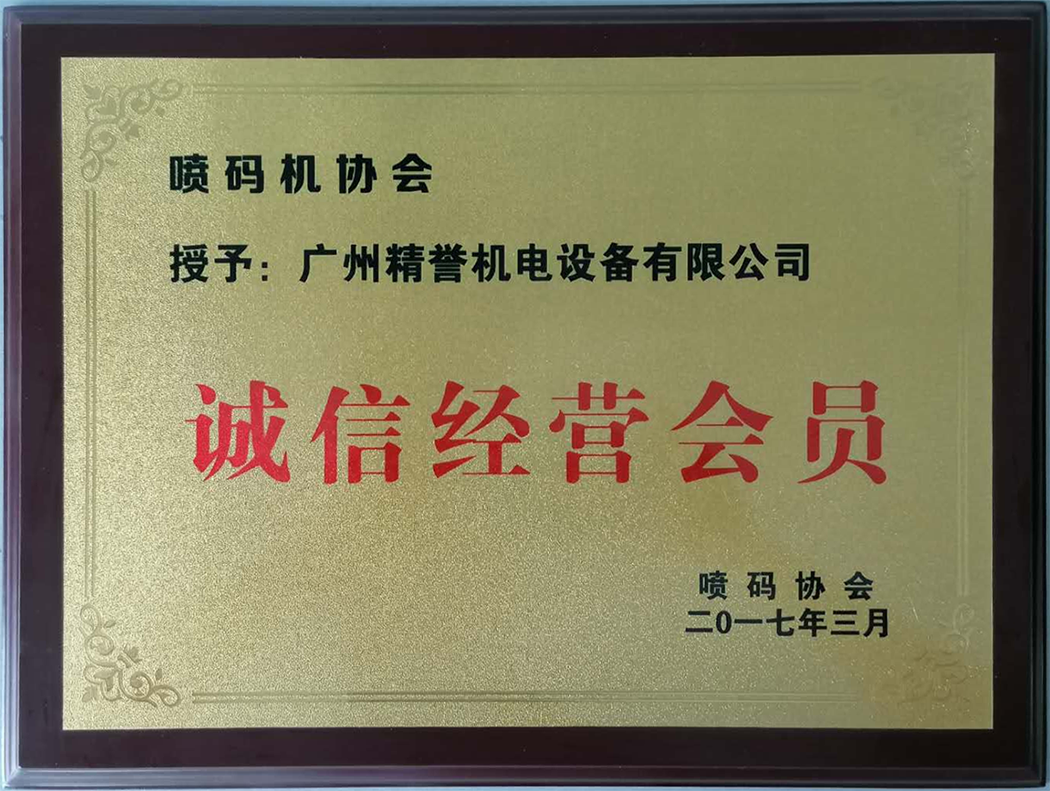 喷码机协会
授予：广州精誉机电设备有限公司
诚信经营会员
喷码协会
二0一七年三月